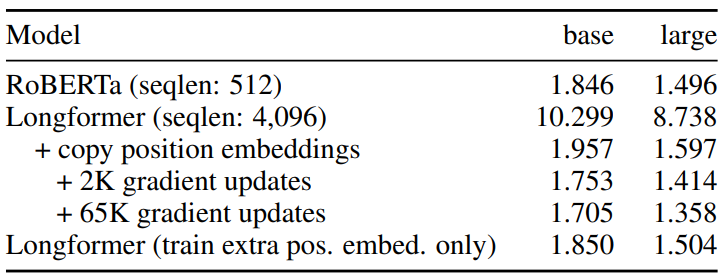 Model base large
RoBERTa (seqlen: 512) 1.846 1.496
Longformer (seqlen: 4,096) 10.299 8.738
+ copy position embeddings 1.957 1.597
+ 2K gradient updates 1.753 1.414
+ 65K gradient updates 1.705 1.358
Longformer (train extra pos. embed. only) 1.850 1.504